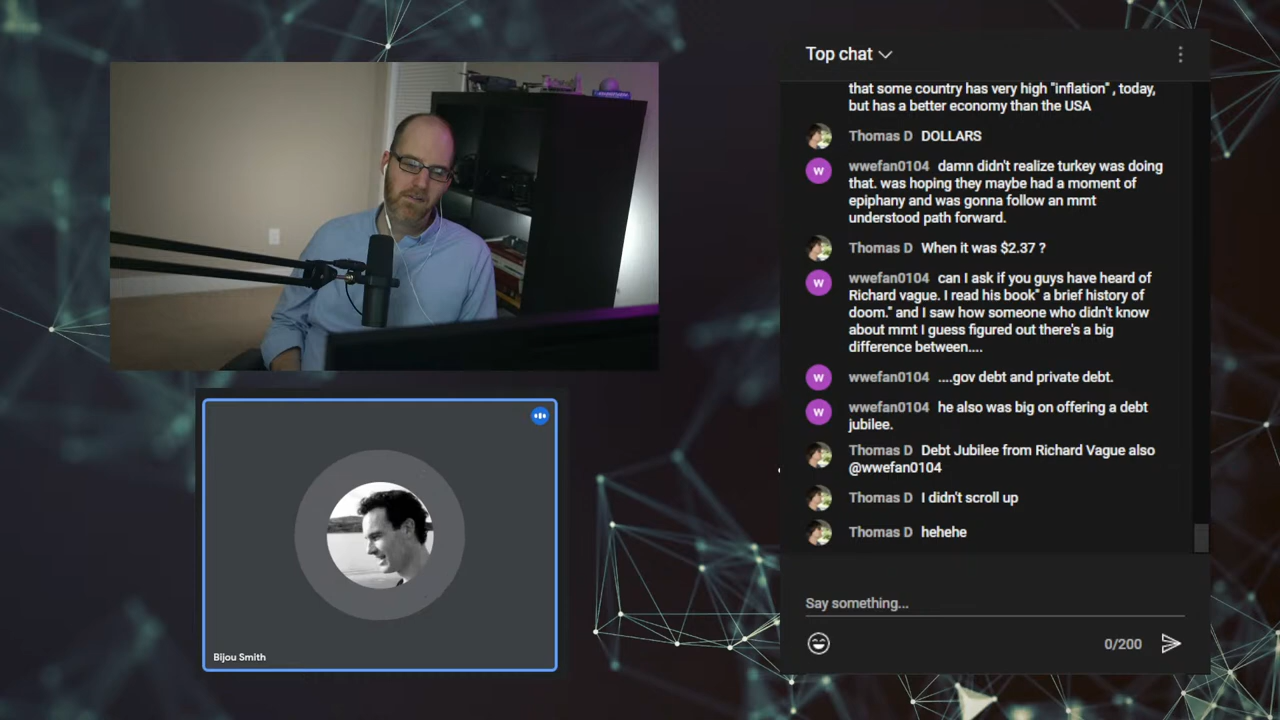 Top chat
that some country has very high "inflation" , today,
but has a better economy than the USA
Thomas D DOLLARS
w wwefan0104 damn didn't realize turkey was doing
that. was hoping they maybe had a moment of
epiphany and was gonna follow an mmt
understood path forward.
Thomas D When it was $2.37 ?
w wwefan0104 can I ask if you guys have heard of
Richard vague. I read his book" a brief history of
doom." and I saw how someone who didn't know
about mmt I guess figured out there's a big
difference between....
w wwefan0104 ....gov debt and private debt.
w wwefan0104 he also was big on offering a debt
jubilee.
Thomas D Debt Jubilee from Richard Vague also
@wwefan0104
Thomas D I didn't scroll up
Thomas D hehehe
Say something...
0/200
Bijou Smith